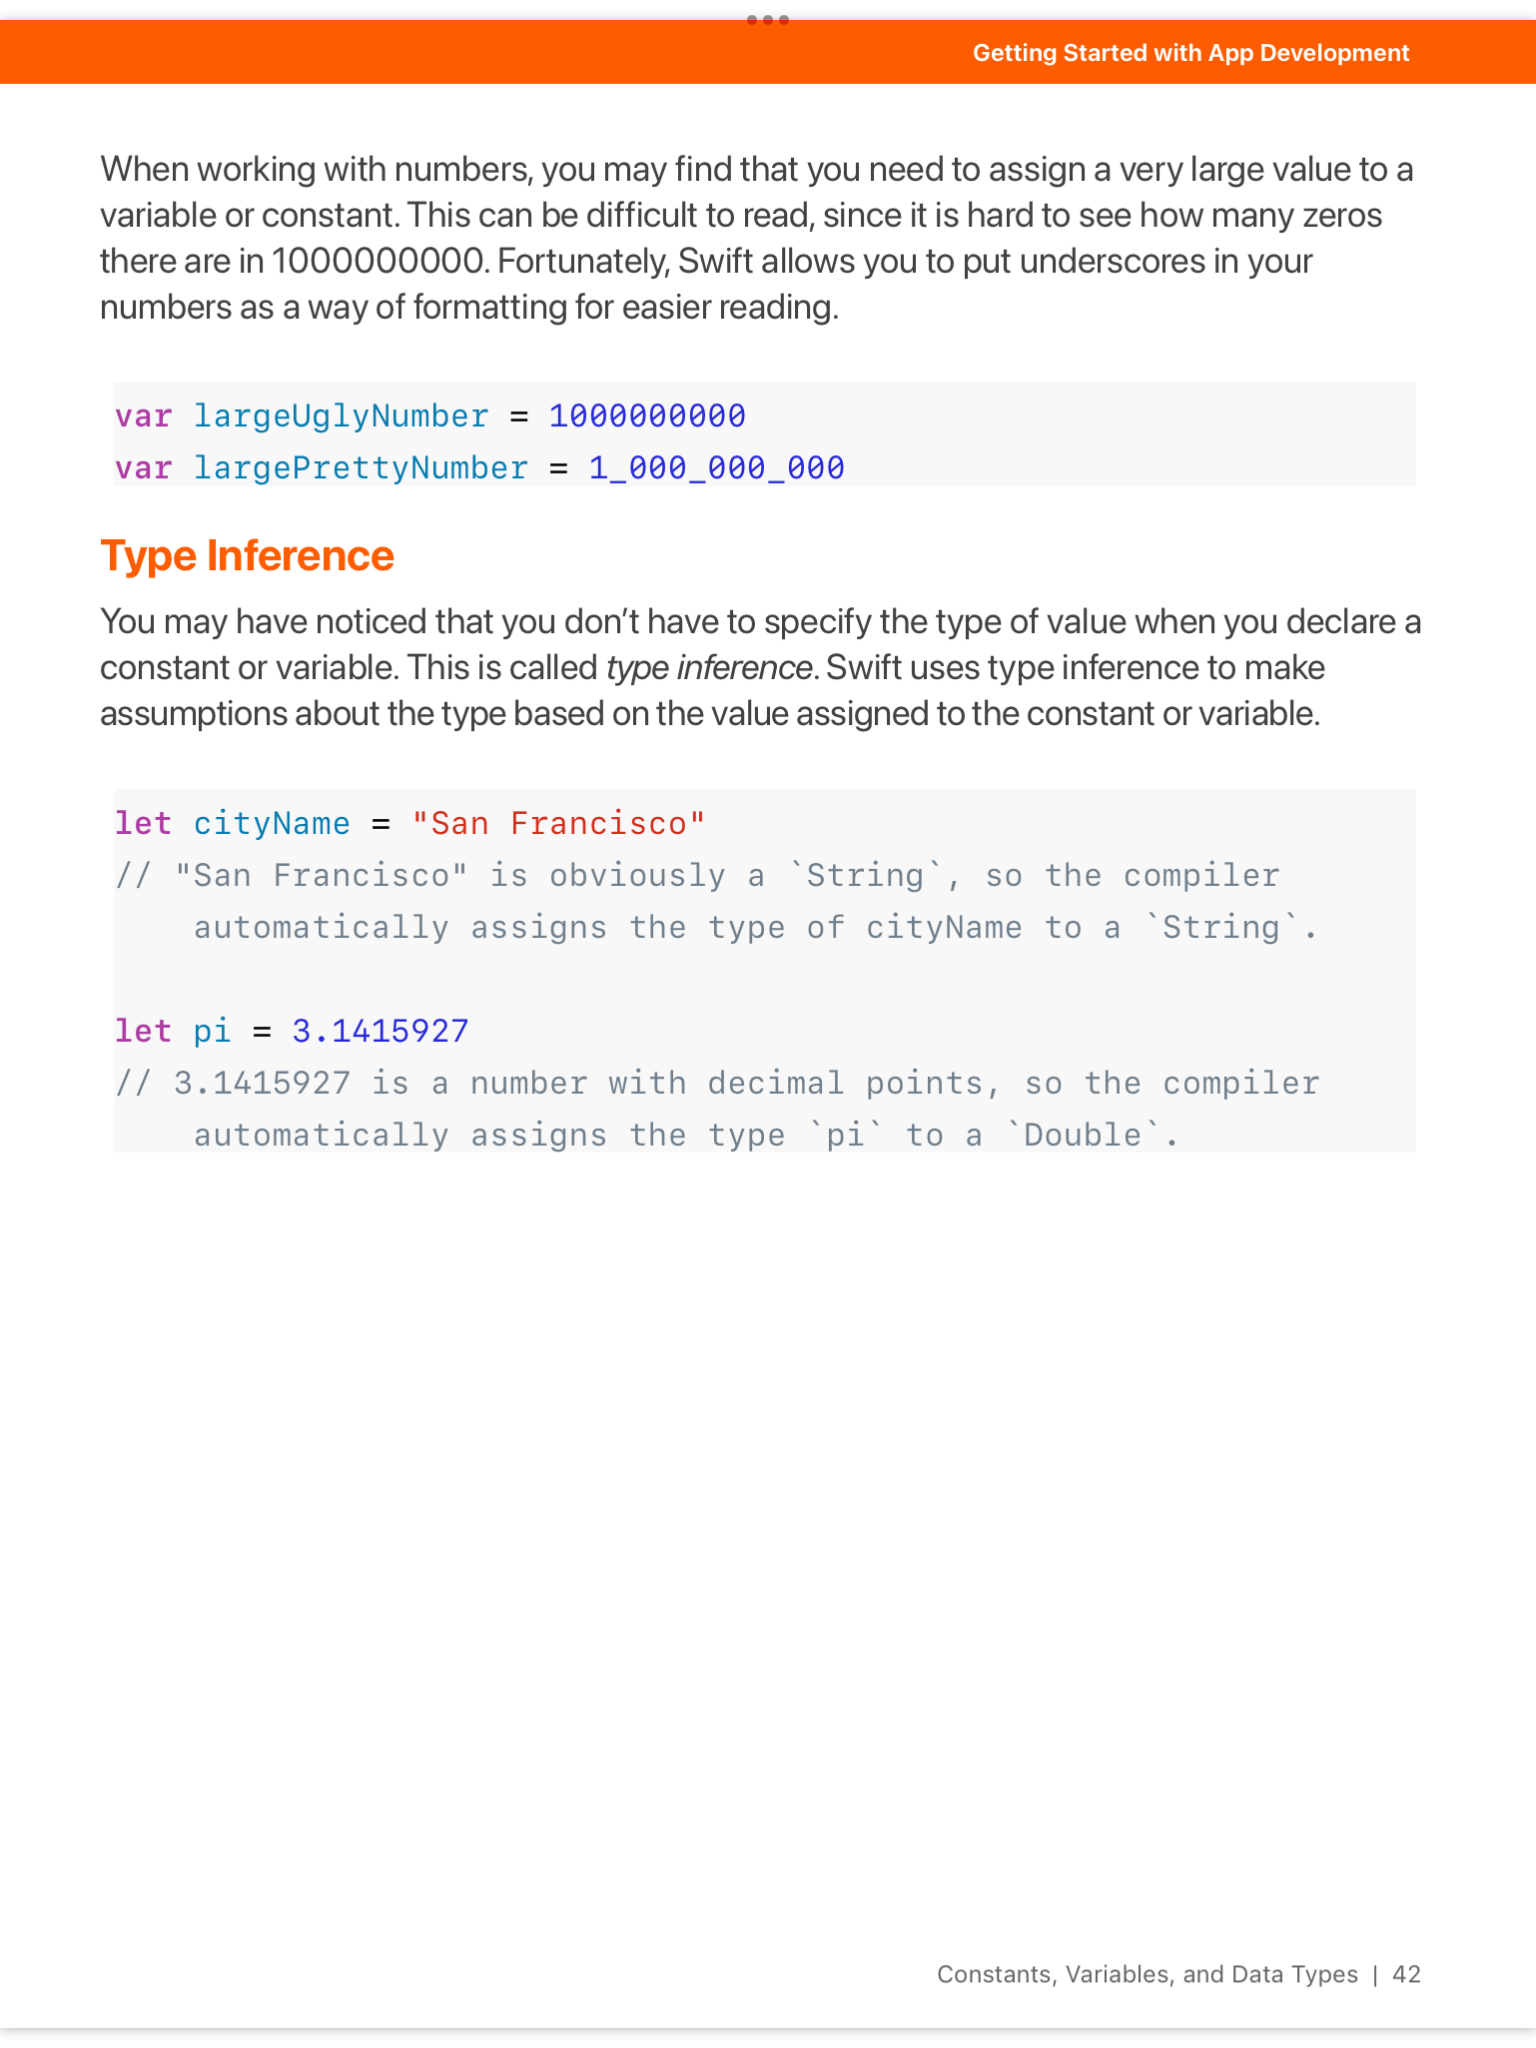 Getting Started with App Development
When working with numbers, you may find that you need to assign a very large value to a
variable or constant. This can be difficult to read, since it is hard to see how many zeros
there are in 1000000000. Fortunately, Swift allows you to put underscores in your
numbers as a way of formatting for easier reading.
var largeUglyNumber = 1000000000
var largePrettyNumber = 1_000_000_000
Type Inference
You may have noticed that you don’t have to specify the type of value when you declare a
constant or variable. This is called type inference. Swift uses type inference to make
assumptions about the type based on the value assigned to the constant or variable.
let cityName = "San Francisco"
// "San Francisco" is obviously a `String`, so the compiler
    automatically assigns the type of cityName to a `String`.
let pi = 3.1415927
// 3.1415927 is a number with decimal points, so the compiler
    automatically assigns the type `pi` to a `Double`.
Constants, Variables, and Data Types | 42